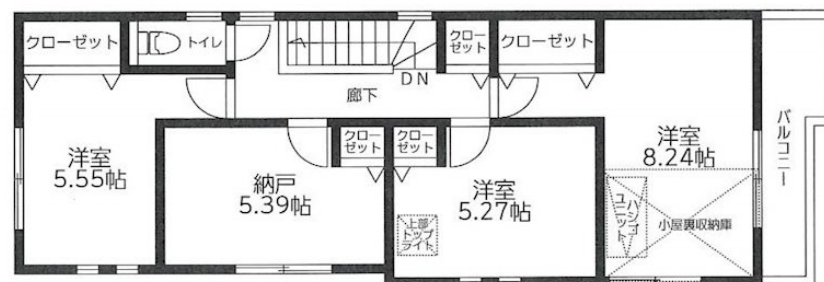 クローゼット
トイレ
クロー
ゼット
クローゼット
DN
廊下
洋室
5.55帖
クロー
ゼット
納戸
5.39帖
クロー
ゼット
洋室
5.27帖
上部
トップ
ライト
洋室
8.24帖
ハシゴ
ユニット
小屋裏収納庫
バルコニー